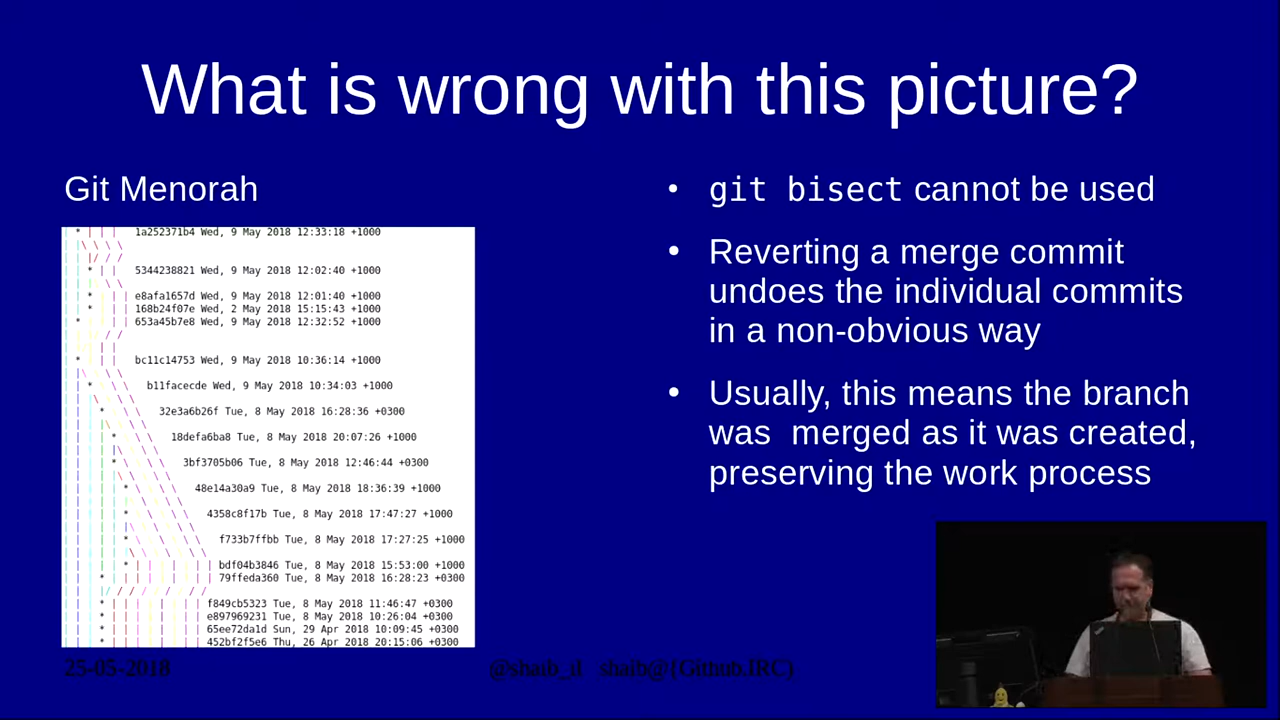 What is wrong with this picture?
Git Menorah
1a252371b4 Wed, 9 May 2018 12:33:18 +1000
5344238821 Wed, 9 May 2018 12:02:40 +1000
e8afa1657d Wed, 9 May 2018 12:01:40 +1000
168b24f07e Wed, 2 May 2018 15:15:43 +1000
653a45b7e8 Wed, 9 May 2018 12:32:52 +1000
bc11c14753 Wed, 9 May 2018 10:36:14 +1000
b11facecde Wed, 9 May 2018 10:34:03 +1000
32e3a6b26f Tue, 8 May 2018 16:28:36 +0300
18defa6ba8 Tue, 8 May 2018 20:07:26 +1000
3bf3705b06 Tue, 8 May 2018 12:46:44 +0300
48e14a30a9 Tue, 8 May 2018 18:36:39 +1000
4358c8f17b Tue, 8 May 2018 17:47:27 +1000
f733b7ffbb Tue, 8 May 2018 17:27:25 +1000
bdf04b3846 Tue, 8 May 2018 15:53:00 +1000
79ffeda360 Tue, 8 May 2018 16:28:23 +0300
f849cb5323 Tue, 8 May 2018 11:46:47 +0300
e897969231 Tue, 8 May 2018 10:26:04 +0300
65ee72da1d Sun, 29 Apr 2018 10:09:45 +0300
452bf2f5e6 Thu, 26 Apr 2018 20:15:06 +0300
• git bisect cannot be used
• Reverting a merge commit
undoes the individual commits
in a non-obvious way
• Usually, this means the branch
was merged as it was created,
preserving the work process
25-05-2018
@shaib_il shaib@{Github.IRC}